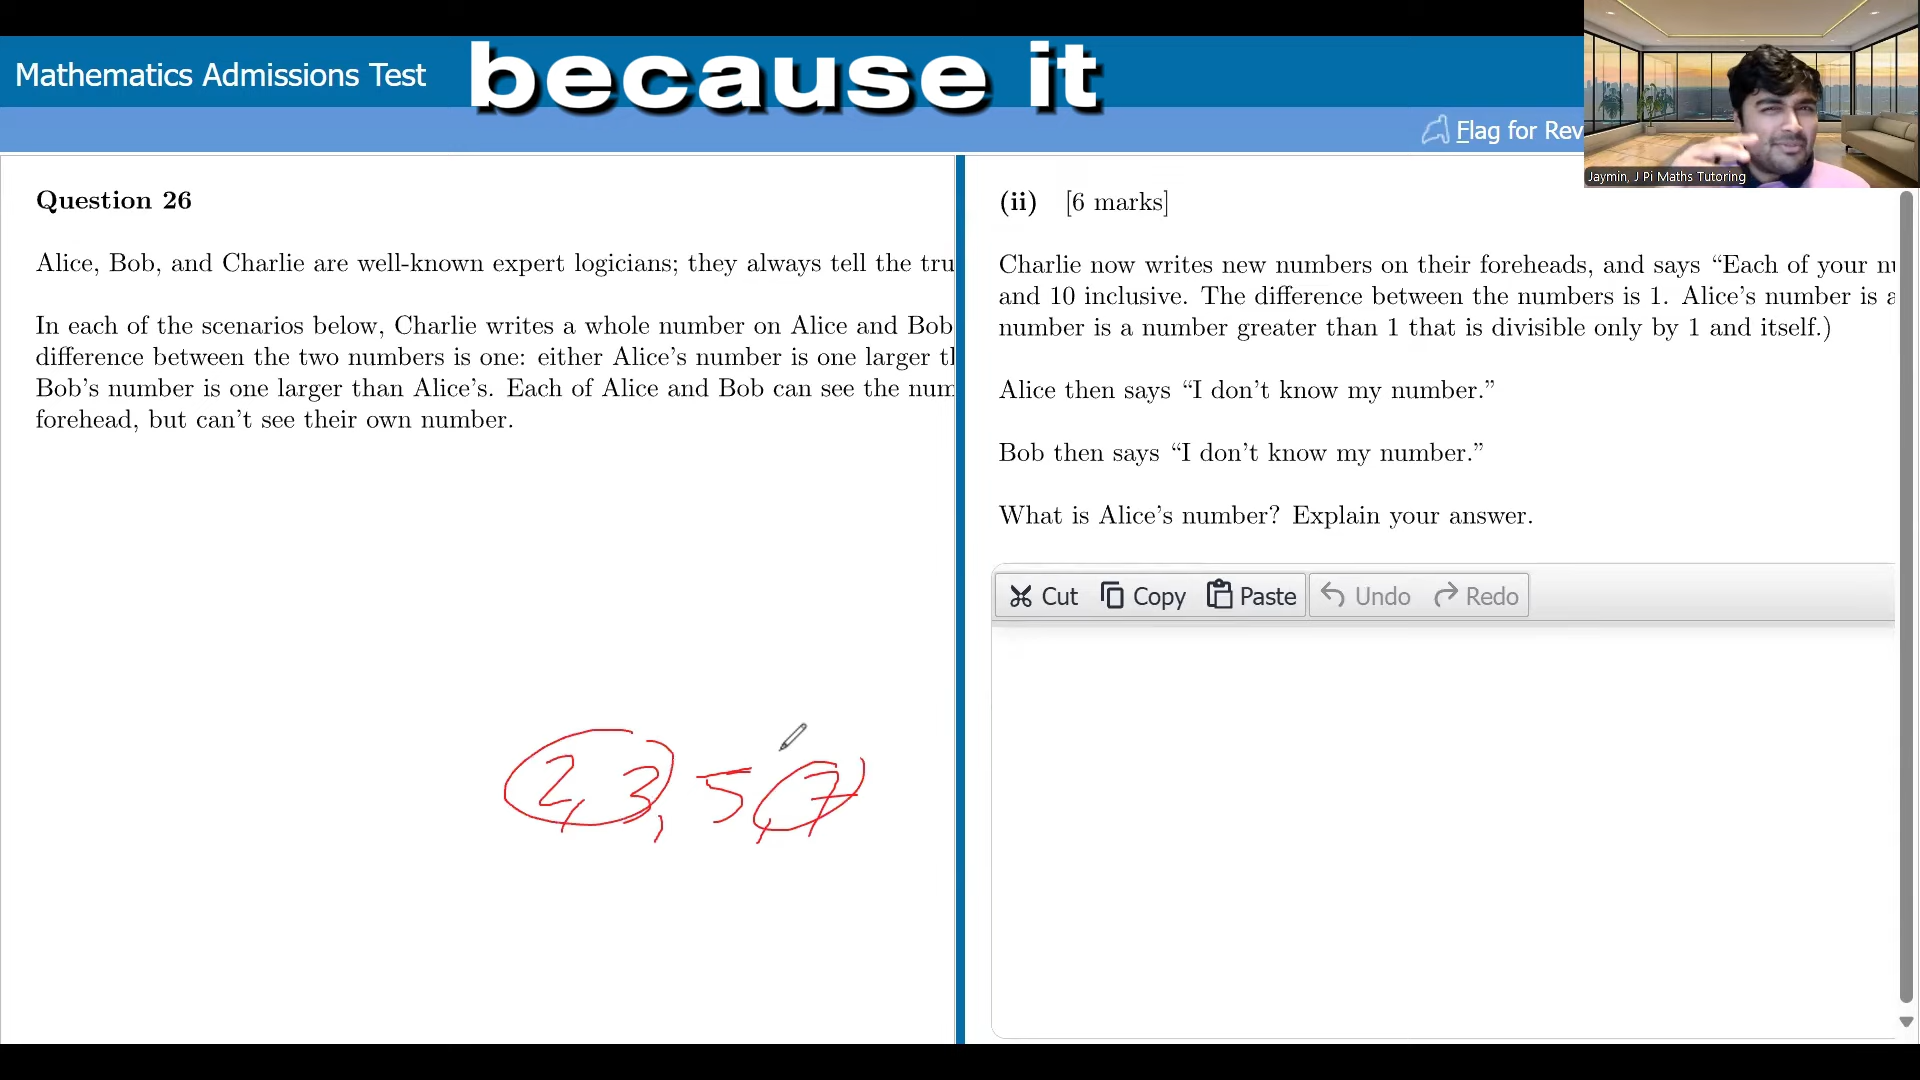 Mathematics Admissions Test
because it
Flag for Rev
Jaymin, J Pi Maths Tutoring
Question 26
Alice, Bob, and Charlie are well-known expert logicians; they always tell the tru
In each of the scenarios below, Charlie writes a whole number on Alice and Bob
difference between the two numbers is one: either Alice’s number is one larger t
Bob’s number is one larger than Alice’s. Each of Alice and Bob can see the num
forehead, but can’t see their own number.
2, 3, 5, 7
(ii) [6 marks]
Charlie now writes new numbers on their foreheads, and says “Each of your nu
and 10 inclusive. The difference between the numbers is 1. Alice’s number is a
number is a number greater than 1 that is divisible only by 1 and itself.)
Alice then says “I don’t know my number.”
Bob then says “I don’t know my number.”
What is Alice’s number? Explain your answer.
Cut Copy Paste Undo Redo